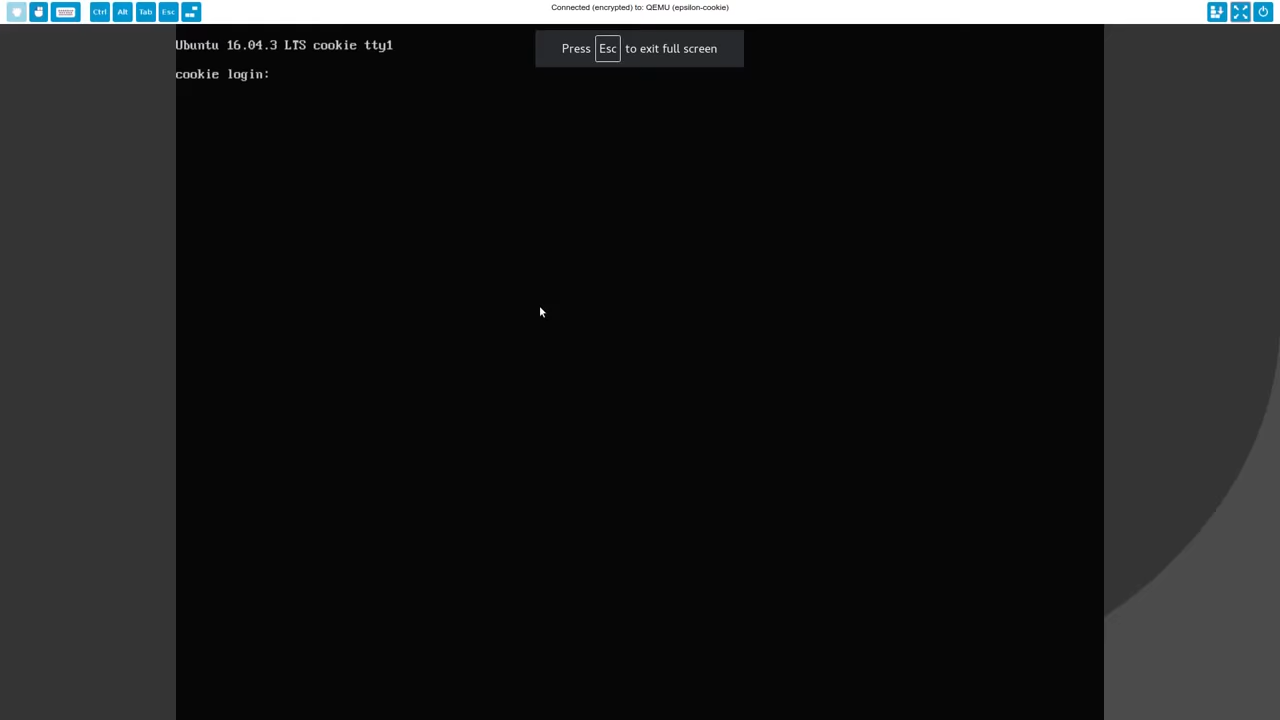 Ctrl Alt Tab Esc
Connected (encrypted) to: QEMU (epsilon-cookie)
Ubuntu 16.04.3 LTS cookie tty1
Press Esc to exit full screen
cookie login: